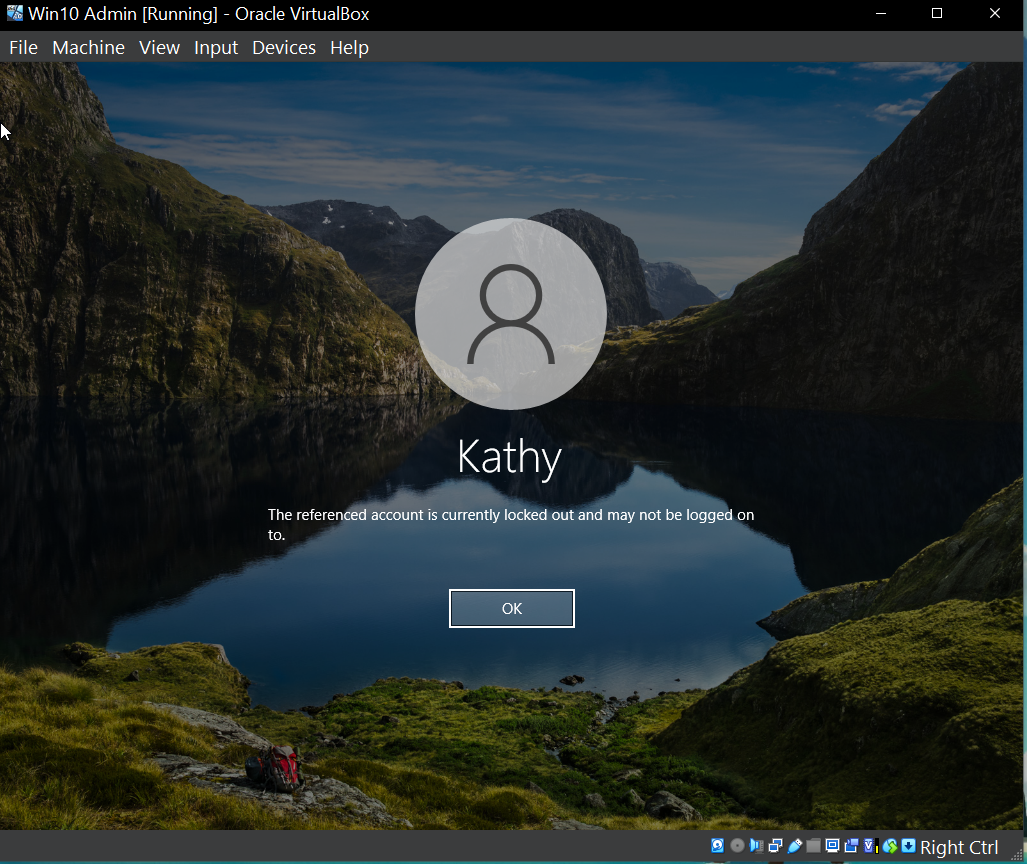 Win10 Admin [Running] - Oracle VirtualBox
File Machine View Input Devices Help
Kathy
The referenced account is currently locked out and may not be logged on
to.
OK
Right Ctrl